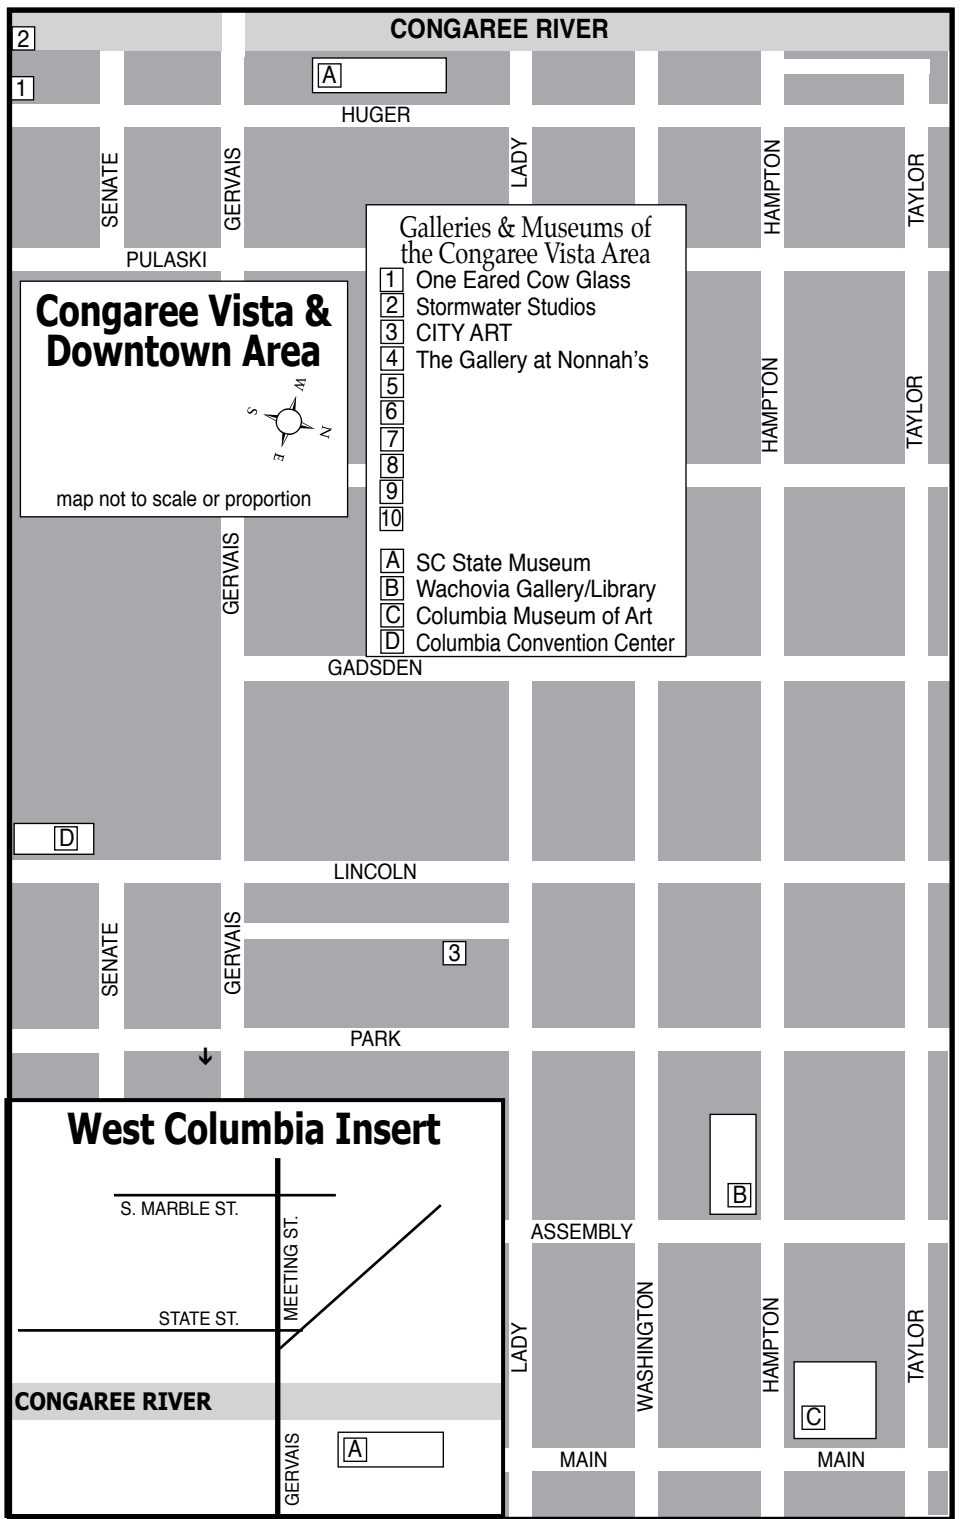 CONGAREE RIVER
2
1
A
HUGER
SENATE
GERVAIS
LADY
HAMPTON
TAYLOR
PULASKI
Galleries & Museums of
the Congaree Vista Area
1 One Eared Cow Glass
2 Stormwater Studios
3 CITY ART
4 The Gallery at Nonnah's
5
6
7
8
9
10
A SC State Museum
B Wachovia Gallery/Library
C Columbia Museum of Art
D Columbia Convention Center
Congaree Vista &
Downtown Area
W
S
N
E
map not to scale or proportion
HAMPTON
TAYLOR
GERVAIS
GADSDEN
D
LINCOLN
SENATE
GERVAIS
3
PARK
West Columbia Insert
S. MARBLE ST.
MEETING ST.
STATE ST.
CONGAREE RIVER
GERVAIS
A
B
ASSEMBLY
LADY
WASHINGTON
HAMPTON
TAYLOR
C
MAIN
MAIN